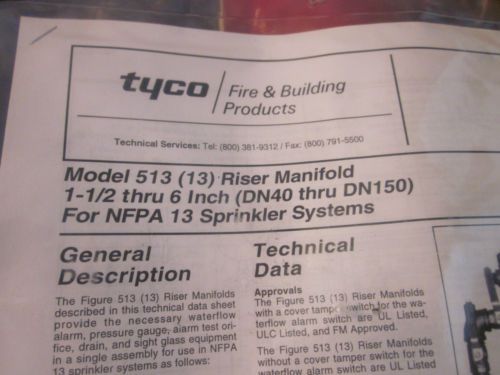 tyco Fire & Building
Products
Technical Services: Tel: (800) 381-9312 / Fax: (800) 791-5500
Model 513 (13) Riser Manifold
1-1/2 thru 6 Inch (DN40 thru DN150)
For NFPA 13 Sprinkler Systems
General
Description
The Figure 513 (13) Riser Manifolds
described in this technical data sheet
provide the necessary waterflow
alarm, pressure gauge, alarm test ori-
fice, drain, and sight glass equipment
in a single assembly for use in NFPA
13 sprinkler systems as follows:
Technical
Data
Approvals
The Figure 513 (13) Riser Manifolds
with a cover tamper switch for the wa-
terflow alarm switch are UL Listed,
ULC Listed, and FM Approved.
The Figure 513 (13) Riser Manifolds
without a cover tamper switch for the
waterflow alarm switch are UL Listed